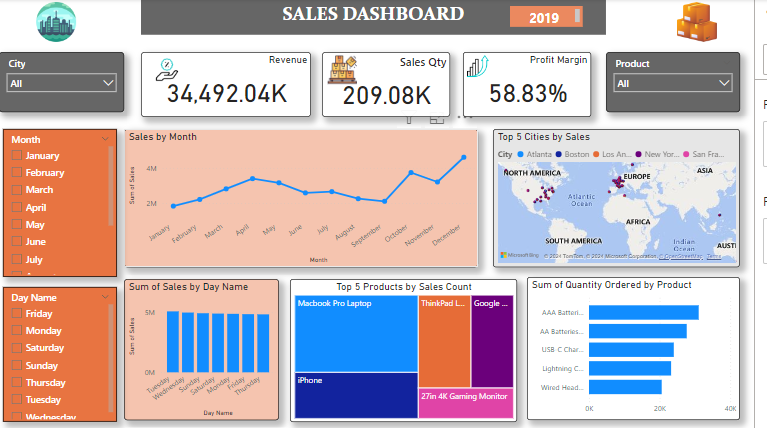 SALES DASHBOARD
2019
City
All
Revenue
34,492.04K
Sales Qty
209.08K
Profit Margin
58.83%
Product
All
Month
January
February
March
April
May
June
July
Sales by Month
Sum of Sales
4M
2M
January
February
March
April
May
June
July
August
September
October
November
December
Month
Top 5 Cities by Sales
City Atlanta Boston Los An... New Yor... San Fra...
NORTH AMERICA
EUROPE
ASIA
Atlantic
Ocean
AFRICA
SOUTH AMERICA
Indian
Ocean
AUST
Microsoft Bing
© 2024 TomTom, © 2024 Microsoft Corporation, © OpenStreetMap, Terms
Day Name
Friday
Monday
Saturday
Sunday
Thursday
Tuesday
Wednesday
Sum of Sales by Day Name
Sum of Sales
5M
0M
Tuesday
Wednesday
Sunday
Saturday
Monday
Friday
Thursday
Day Name
Top 5 Products by Sales Count
Macbook Pro Laptop
ThinkPad L...
Google ...
iPhone
27in 4K Gaming Monitor
Sum of Quantity Ordered by Product
AAA Batteri...
AA Batteries...
USB-C Char...
Lightning C...
Wired Head...
0K
20K
40K